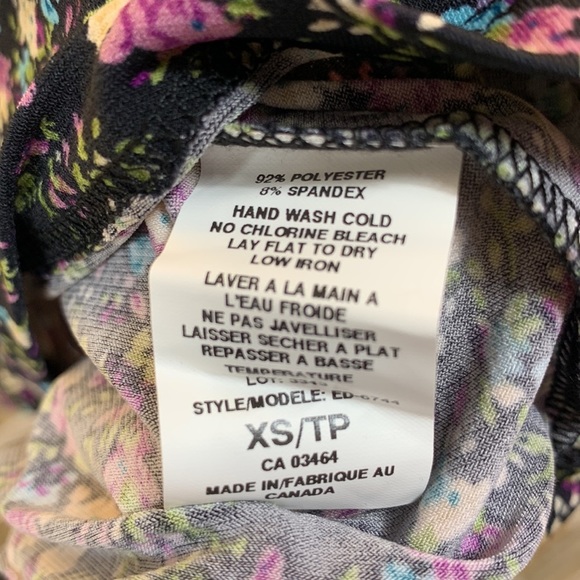 92% POLYESTER
8% SPANDEX
HAND WASH COLD
NO CHLORINE BLEACH
LAY FLAT TO DRY
LOW IRON
LAVER A LA MAIN A
L'EAU FROIDE
NE PAS JAVELLISER
LAISSER SECHER A PLAT
REPASSER A BASSE
TEMPERATURE
LOT:
STYLE/MODELE:
XS/TP
CA 03464
MADE IN/FABRIQUE AU
CANADA